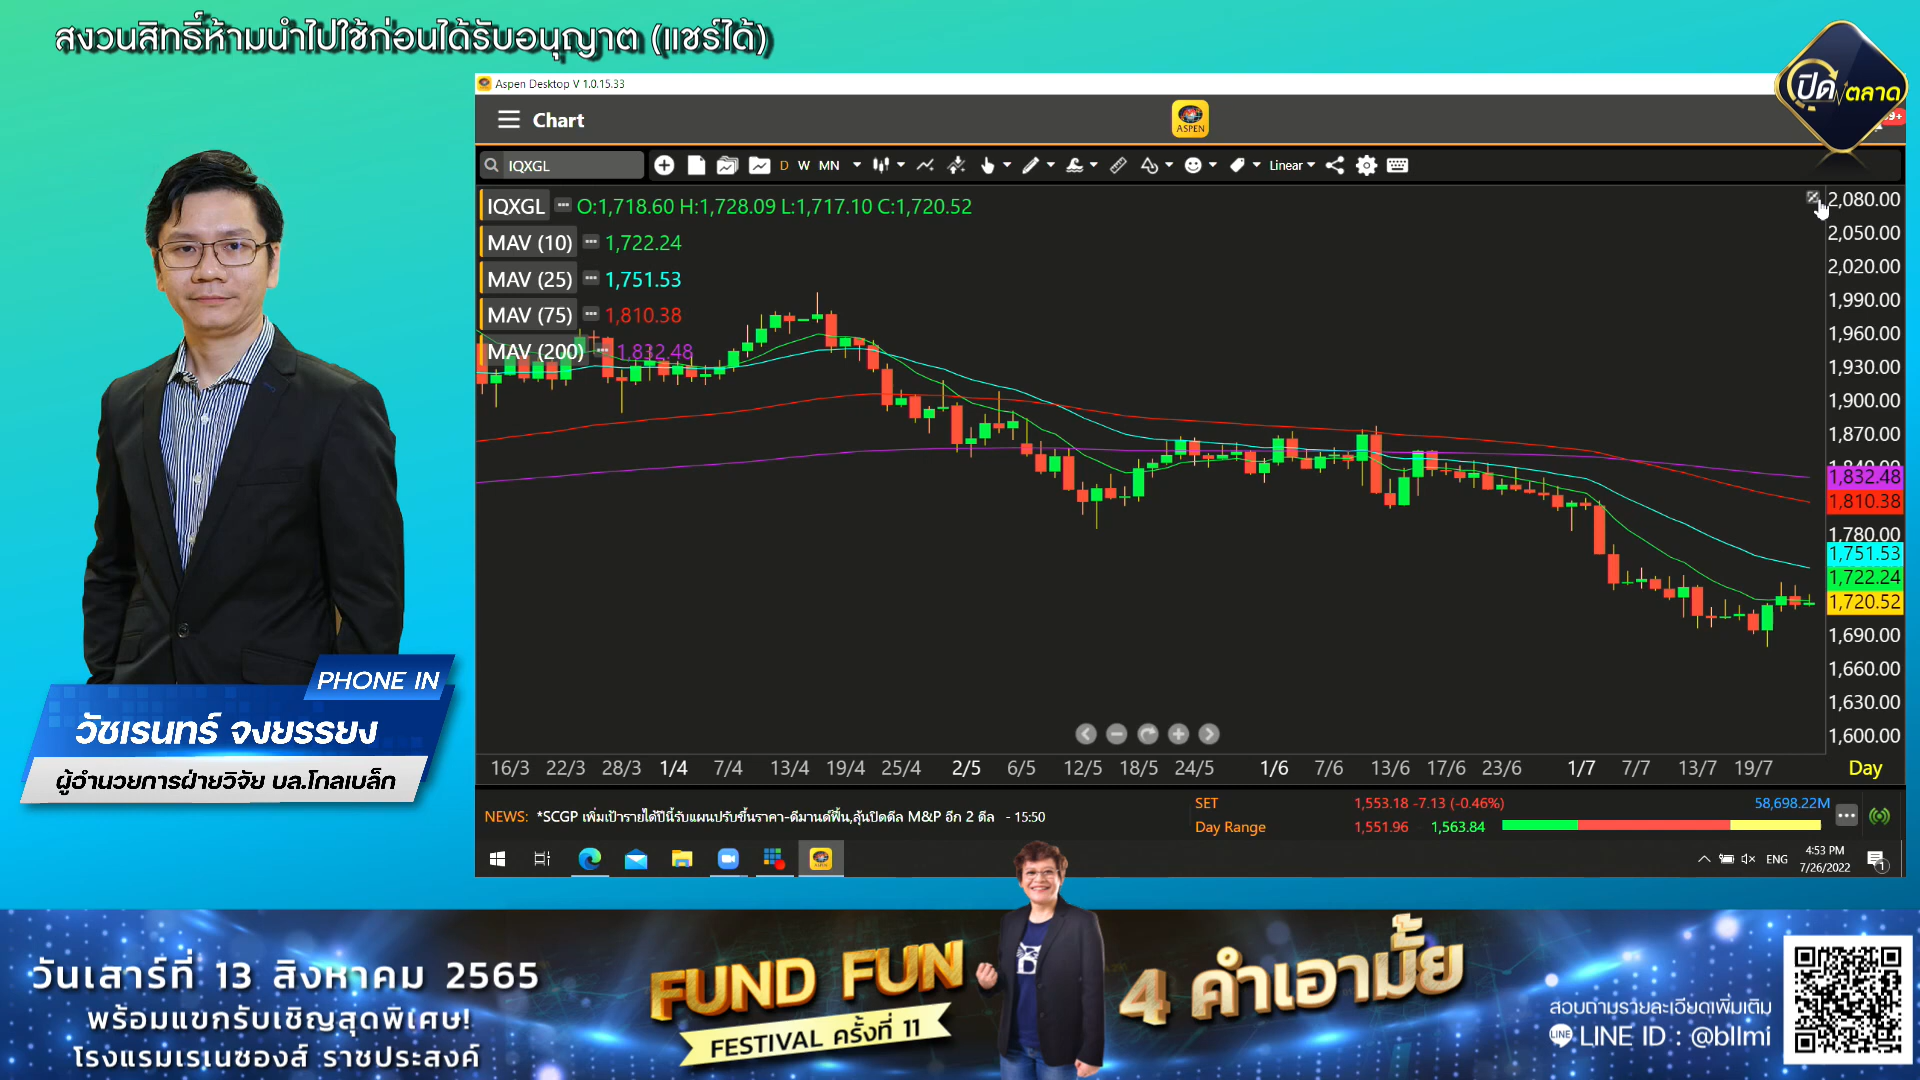 สงวนสิทธิ์ห้ามนำไปใช้ก่อนได้รับอนุญาต (แชร์ได้)
ปิดตลาด
Aspen Desktop V 1.0.15.33
Chart
ASPEN
IQXGL
D W MN
Linear
IQXGL O:1,718.60 H:1,728.09 L:1,717.10 C:1,720.52
MAV (10) 1,722.24
MAV (25) 1,751.53
MAV (75) 1,810.38
MAV (200) 1,832.48
2,080.00
2,050.00
2,020.00
1,990.00
1,960.00
1,930.00
1,900.00
1,870.00
1,832.48
1,810.38
1,780.00
1,751.53
1,722.24
1,720.52
1,690.00
1,660.00
1,630.00
1,600.00
16/3 22/3 28/3 1/4 7/4 13/4 19/4 25/4 2/5 6/5 12/5 18/5 24/5 1/6 7/6 13/6 17/6 23/6 1/7 7/7 13/7 19/7 Day
PHONE IN
วัชเรนทร์ จงยรรยง
ผู้อำนวยการฝ่ายวิจัย บล.โกลเบล็ก
NEWS: *SCGP เพิ่มเป้ารายได้ปีนี้รับแผนปรับขึ้นราคา-ดีมานด์ฟื้น,ลุ้นปิดดีล M&P อีก 2 ดีล - 15:50
SET 1,553.18 -7.13 (-0.46%) 58,698.22M
Day Range 1,551.96 1,563.84
ENG
4:53 PM
7/26/2022
1
วันเสาร์ที่ 13 สิงหาคม 2565
พร้อมแขกรับเชิญสุดพิเศษ!
โรงแรมเรเนซองส์ ราชประสงค์
FUND FUN
FESTIVAL ครั้งที่ 11
4 คำเอามั้ย
สอบถามรายละเอียดเพิ่มเติม
LINE LINE ID : @bllmi